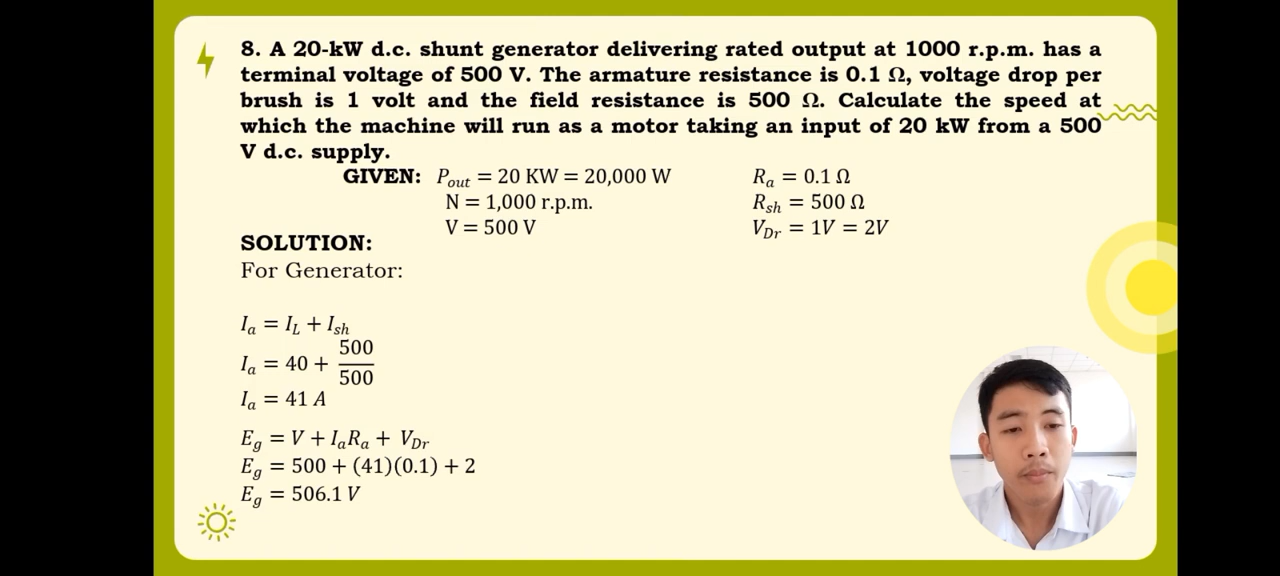 8. A 20-kW d.c. shunt generator delivering rated output at 1000 r.p.m. has a
terminal voltage of 500 V. The armature resistance is 0.1 Ω, voltage drop per
brush is 1 volt and the field resistance is 500 Ω. Calculate the speed at
which the machine will run as a motor taking an input of 20 kW from a 500
V d.c. supply.
GIVEN: P_out = 20 KW = 20,000 W R_a = 0.1 Ω
N = 1,000 r.p.m. R_sh = 500 Ω
V = 500 V V_Dr = 1V = 2V
SOLUTION:
For Generator:
I_a = I_L + I_sh
I_a = 40 + 500/500
I_a = 41 A
E_g = V + I_aR_a + V_Dr
E_g = 500 + (41)(0.1) + 2
E_g = 506.1 V